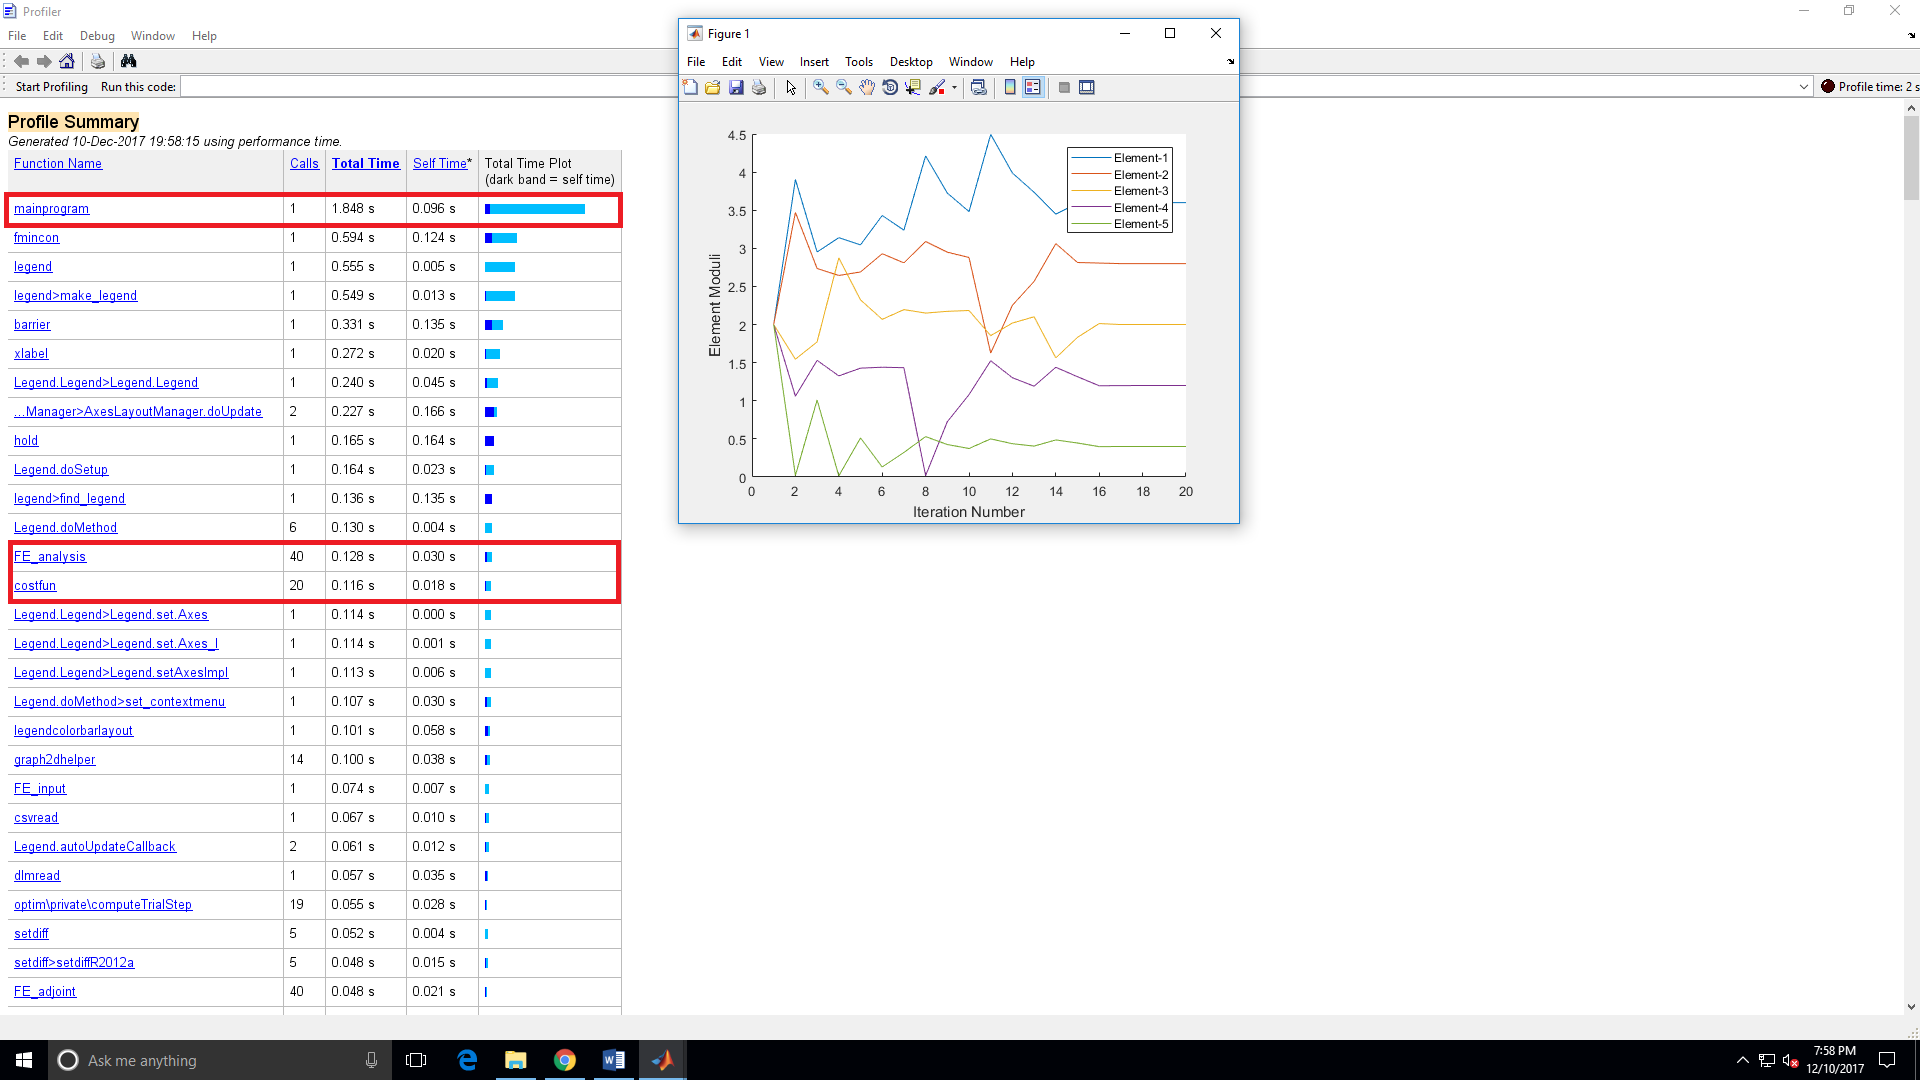 Profiler
File Edit Debug Window Help
Start Profiling Run this code:
Profile time: 2 s
Profile Summary
Generated 10-Dec-2017 19:58:15 using performance time.
Function Name Calls Total Time Self Time* Total Time Plot
(dark band = self time)
mainprogram 1 1.848 s 0.096 s
fmincon 1 0.594 s 0.124 s
legend 1 0.555 s 0.005 s
legend>make_legend 1 0.549 s 0.013 s
barrier 1 0.331 s 0.135 s
xlabel 1 0.272 s 0.020 s
Legend.Legend>Legend.Legend 1 0.240 s 0.045 s
...Manager>AxesLayoutManager.doUpdate 2 0.227 s 0.166 s
hold 1 0.165 s 0.164 s
Legend.doSetup 1 0.164 s 0.023 s
legend>find_legend 1 0.136 s 0.135 s
Legend.doMethod 6 0.130 s 0.004 s
FE_analysis 40 0.128 s 0.030 s
costfun 20 0.116 s 0.018 s
Legend.Legend>Legend.set.Axes 1 0.114 s 0.000 s
Legend.Legend>Legend.set.Axes_I 1 0.114 s 0.001 s
Legend.Legend>Legend.setAxesImpl 1 0.113 s 0.006 s
Legend.doMethod>set_contextmenu 1 0.107 s 0.030 s
legendcolorbarlayout 1 0.101 s 0.058 s
graph2dhelper 14 0.100 s 0.038 s
FE_input 1 0.074 s 0.007 s
csvread 1 0.067 s 0.010 s
Legend.autoUpdateCallback 2 0.061 s 0.012 s
dlmread 1 0.057 s 0.035 s
optim\private\computeTrialStep 19 0.055 s 0.028 s
setdiff 5 0.052 s 0.004 s
setdiff>setdiffR2012a 5 0.048 s 0.015 s
FE_adjoint 40 0.048 s 0.021 s
Figure 1
File Edit View Insert Tools Desktop Window Help
4.5
4
3.5
3
2.5
2
1.5
1
0.5
0
Element Moduli
Element-1
Element-2
Element-3
Element-4
Element-5
0 2 4 6 8 10 12 14 16 18 20
Iteration Number
Ask me anything
7:58 PM
12/10/2017